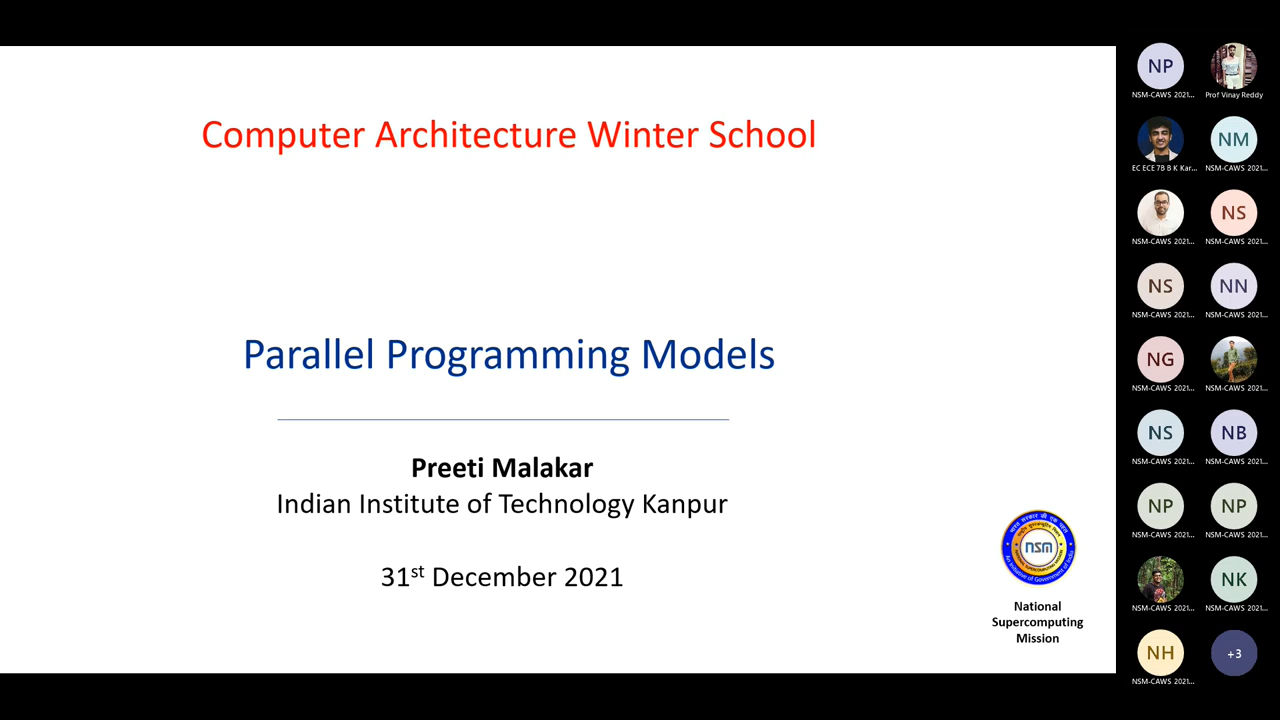 Computer Architecture Winter School
Parallel Programming Models
Preeti Malakar
Indian Institute of Technology Kanpur
31st December 2021
nsm
National
Supercomputing
Mission
NP
NSM-CAWS 2021...
Prof Vinay Reddy
EC ECE 7B B K Kar...
NM
NSM-CAWS 2021...
NSM-CAWS 2021...
NS
NSM-CAWS 2021...
NS
NSM-CAWS 2021...
NN
NSM-CAWS 2021...
NG
NSM-CAWS 2021...
NSM-CAWS 2021...
NS
NSM-CAWS 2021...
NB
NSM-CAWS 2021...
NP
NSM-CAWS 2021...
NP
NSM-CAWS 2021...
NSM-CAWS 2021...
NK
NSM-CAWS 2021...
NH
NSM-CAWS 2021...
+3